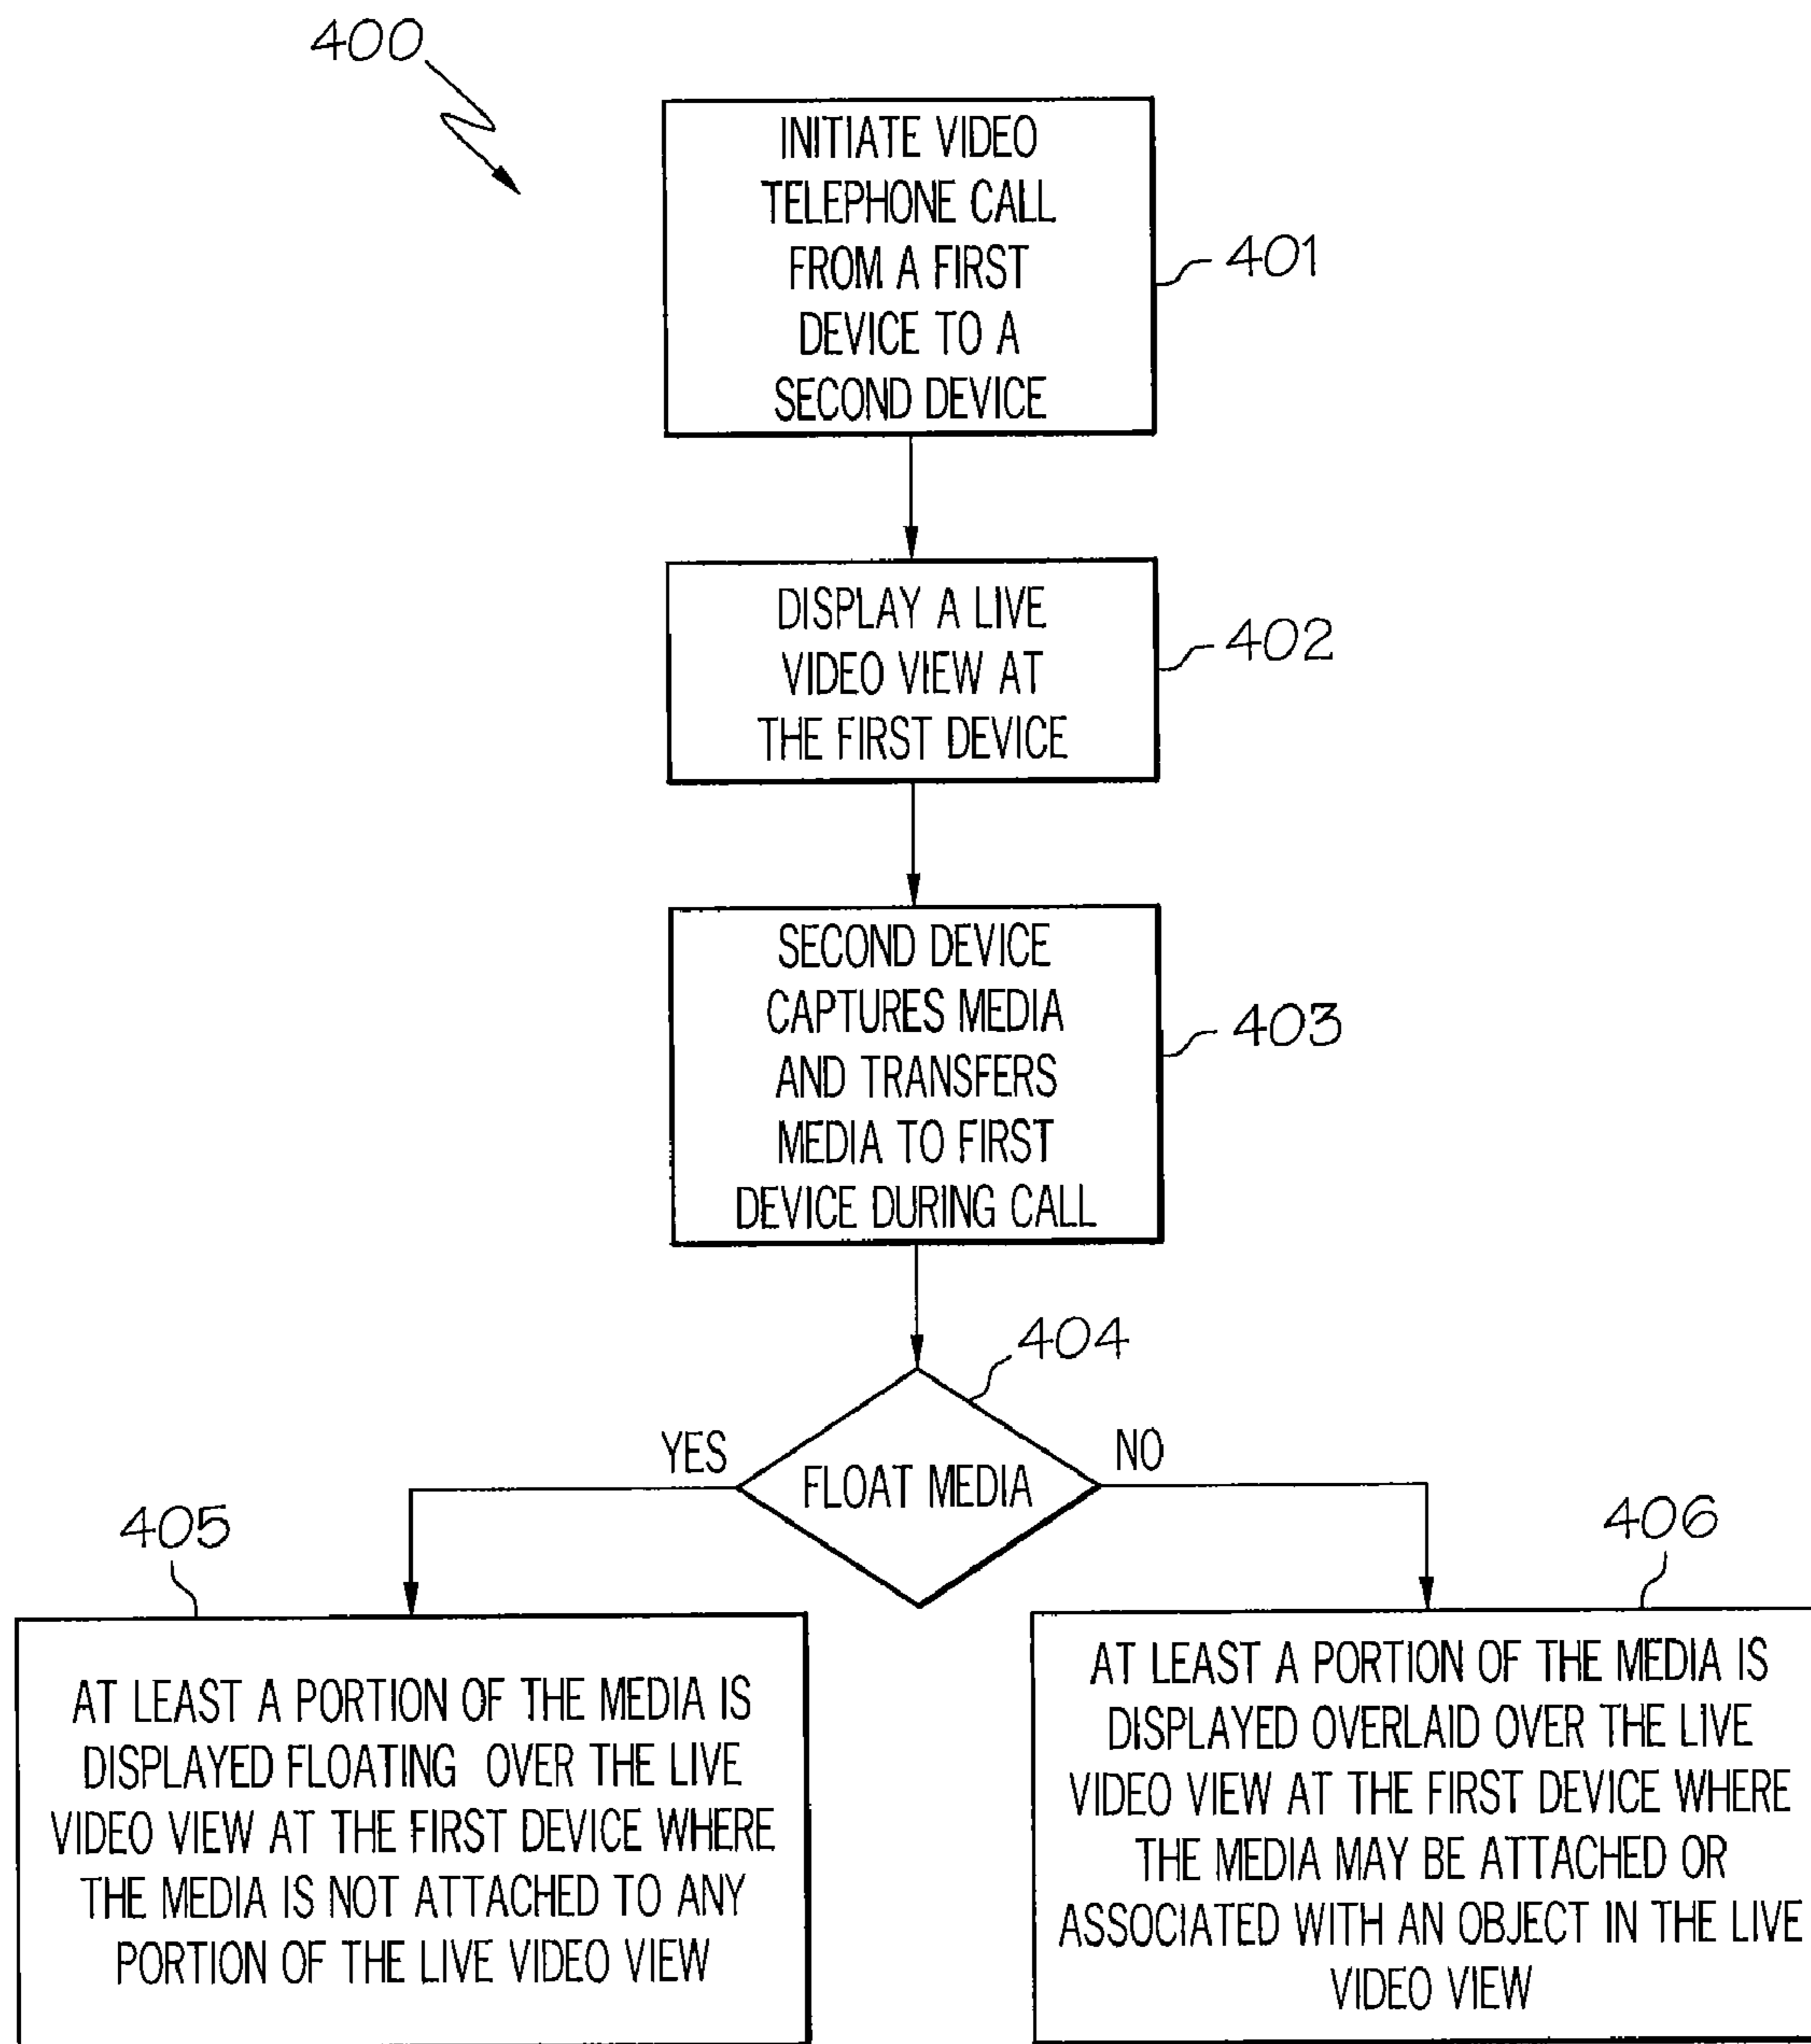 400
INITIATE VIDEO
TELEPHONE CALL
FROM A FIRST
DEVICE TO A
SECOND DEVICE
401
DISPLAY A LIVE
VIDEO VIEW AT
THE FIRST DEVICE
402
SECOND DEVICE
CAPTURES MEDIA
AND TRANSFERS
MEDIA TO FIRST
DEVICE DURING CALL
403
404
YES
FLOAT MEDIA
NO
405
AT LEAST A PORTION OF THE MEDIA IS
DISPLAYED FLOATING OVER THE LIVE
VIDEO VIEW AT THE FIRST DEVICE WHERE
THE MEDIA IS NOT ATTACHED TO ANY
PORTION OF THE LIVE VIDEO VIEW
406
AT LEAST A PORTION OF THE MEDIA IS
DISPLAYED OVERLAID OVER THE LIVE
VIDEO VIEW AT THE FIRST DEVICE WHERE
THE MEDIA MAY BE ATTACHED OR
ASSOCIATED WITH AN OBJECT IN THE LIVE
VIDEO VIEW